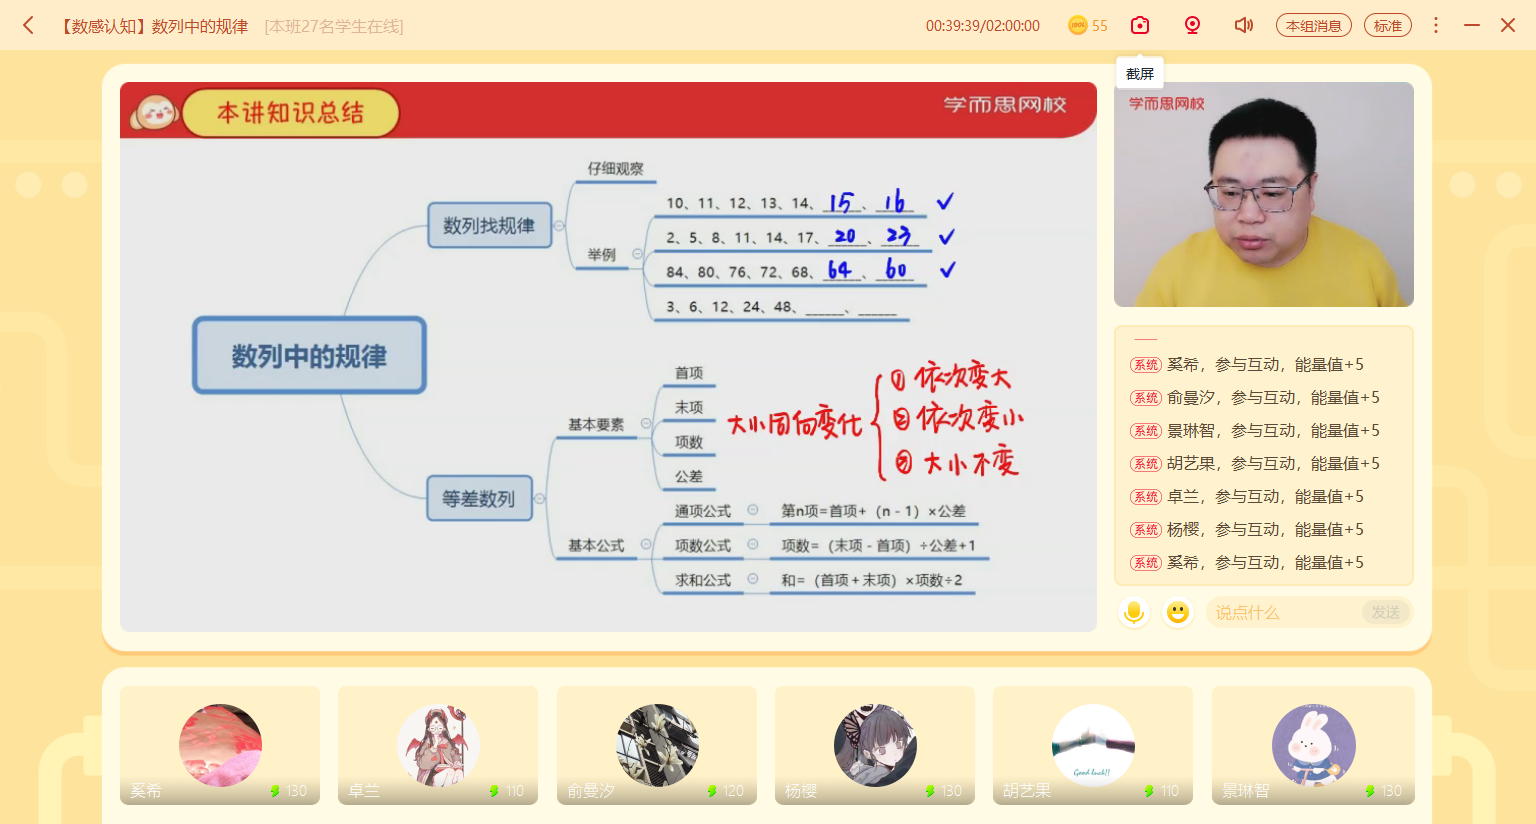 【数感认知】数列中的规律 [本班27名学生在线]
00:39:39/02:00:00 55 本组消息 标准
截屏
本讲知识总结
学而思网校
学而思网校
数列中的规律
数列找规律
仔细观察
举例
10、11、12、13、14、15、16 ✓
2、5、8、11、14、17、20、23 ✓
84、80、76、72、68、64、60 ✓
3、6、12、24、48、______、______
等差数列
基本要素
首项
末项
项数
公差
大小同向变化
① 依次变大
② 依次变小
③ 大小不变
基本公式
通项公式 第n项=首项+（n-1）×公差
项数公式 项数=（末项-首项）÷公差+1
求和公式 和=（首项+末项）×项数÷2
系统 奚希，参与互动，能量值+5
系统 俞曼汐，参与互动，能量值+5
系统 景琳智，参与互动，能量值+5
系统 胡艺果，参与互动，能量值+5
系统 卓兰，参与互动，能量值+5
系统 杨樱，参与互动，能量值+5
系统 奚希，参与互动，能量值+5
说点什么 发送
奚希 130
卓兰 110
俞曼汐 120
杨樱 130
Good luck!!
胡艺果 110
景琳智 130